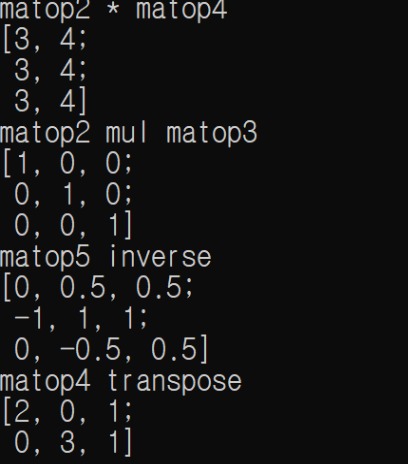 matop2 * matop4
[3, 4;
 3, 4;
 3, 4]
matop2 mul matop3
[1, 0, 0;
 0, 1, 0;
 0, 0, 1]
matop5 inverse
[0, 0.5, 0.5;
 -1, 1, 1;
 0, -0.5, 0.5]
matop4 transpose
[2, 0, 1;
 0, 3, 1]